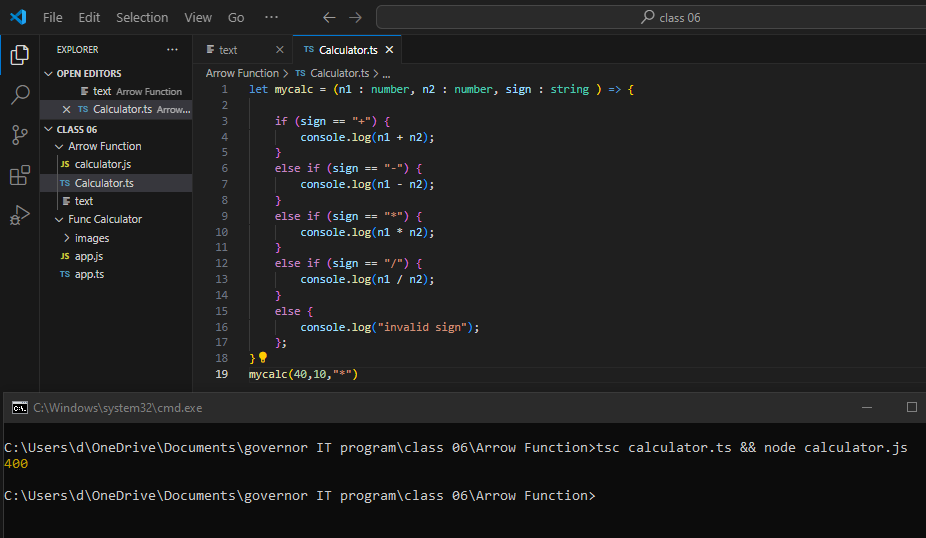 File Edit Selection View Go ··· class 06
EXPLORER ···
OPEN EDITORS
text Arrow Function
TS Calculator.ts Arrow...
CLASS 06
Arrow Function
JS calculator.js
TS Calculator.ts
text
Func Calculator
images
JS app.js
TS app.ts
text TS Calculator.ts
Arrow Function > TS Calculator.ts > ...
1 let mycalc = (n1 : number, n2 : number, sign : string ) => {
2
3 if (sign == "+") {
4 console.log(n1 + n2);
5 }
6 else if (sign == "-") {
7 console.log(n1 - n2);
8 }
9 else if (sign == "*") {
10 console.log(n1 * n2);
11 }
12 else if (sign == "/") {
13 console.log(n1 / n2);
14 }
15 else {
16 console.log("invalid sign");
17 };
18 }
19 mycalc(40,10,"*")
C:\Windows\system32\cmd.exe
C:\Users\d\OneDrive\Documents\governor IT program\class 06\Arrow Function>tsc calculator.ts && node calculator.js
400
C:\Users\d\OneDrive\Documents\governor IT program\class 06\Arrow Function>